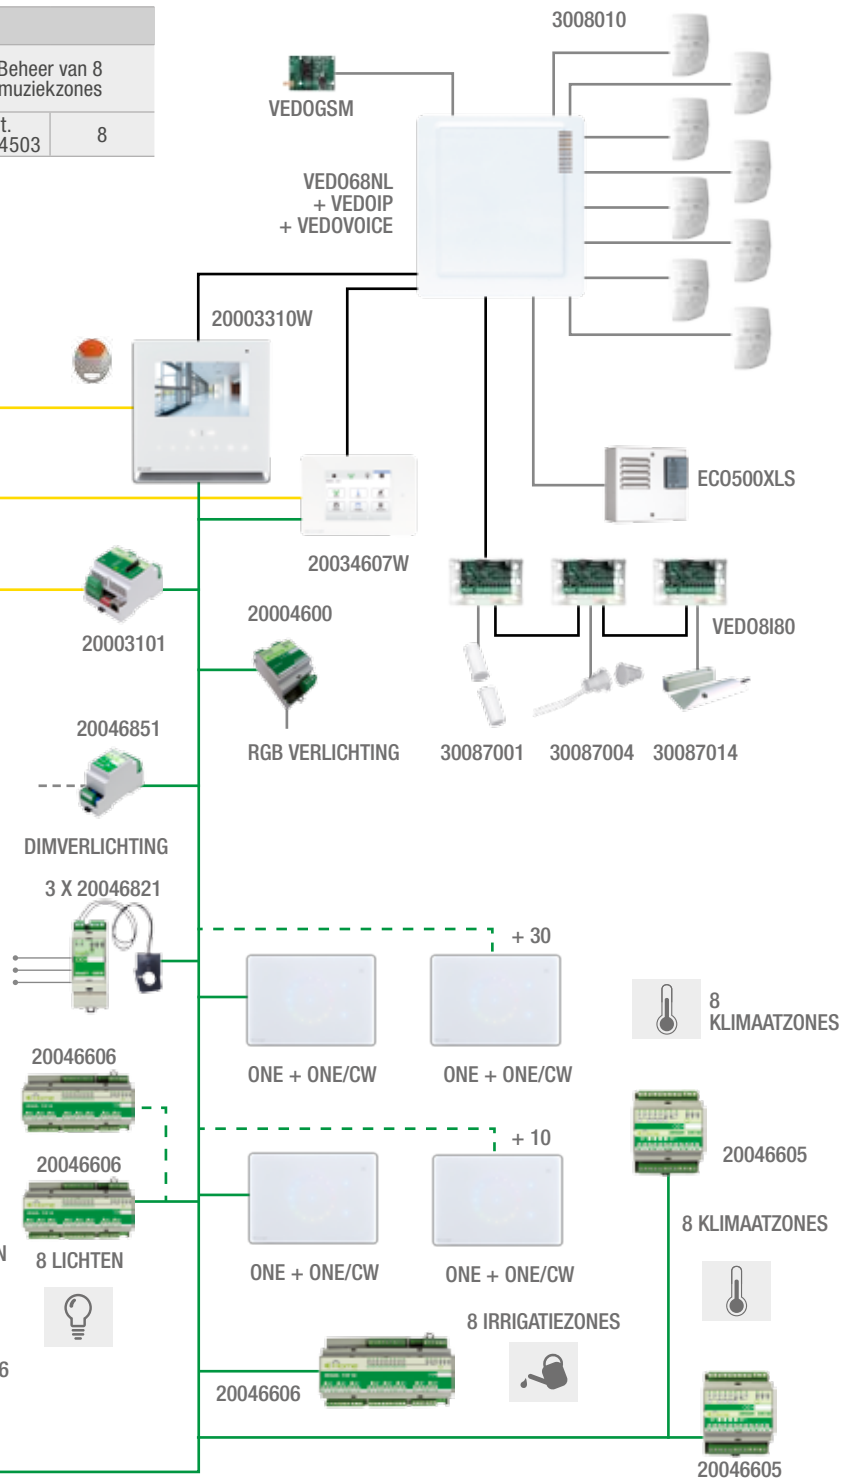 3008010
Beheer van 8
muziekzones
t.
4503
8
VEDOGSM
VEDO68NL
+ VEDOIP
+ VEDOVOICE
20003310W
ECO500XLS
20034607W
20004600
20003101
VEDO8I80
20046851
RGB VERLICHTING
30087001
30087004
30087014
DIMVERLICHTING
3 X 20046821
+ 30
8
KLIMAATZONES
20046606
ONE + ONE/CW
ONE + ONE/CW
+ 10
20046605
20046606
8 KLIMAATZONES
N
8 LICHTEN
ONE + ONE/CW
ONE + ONE/CW
8 IRRIGATIEZONES
6
20046606
20046605